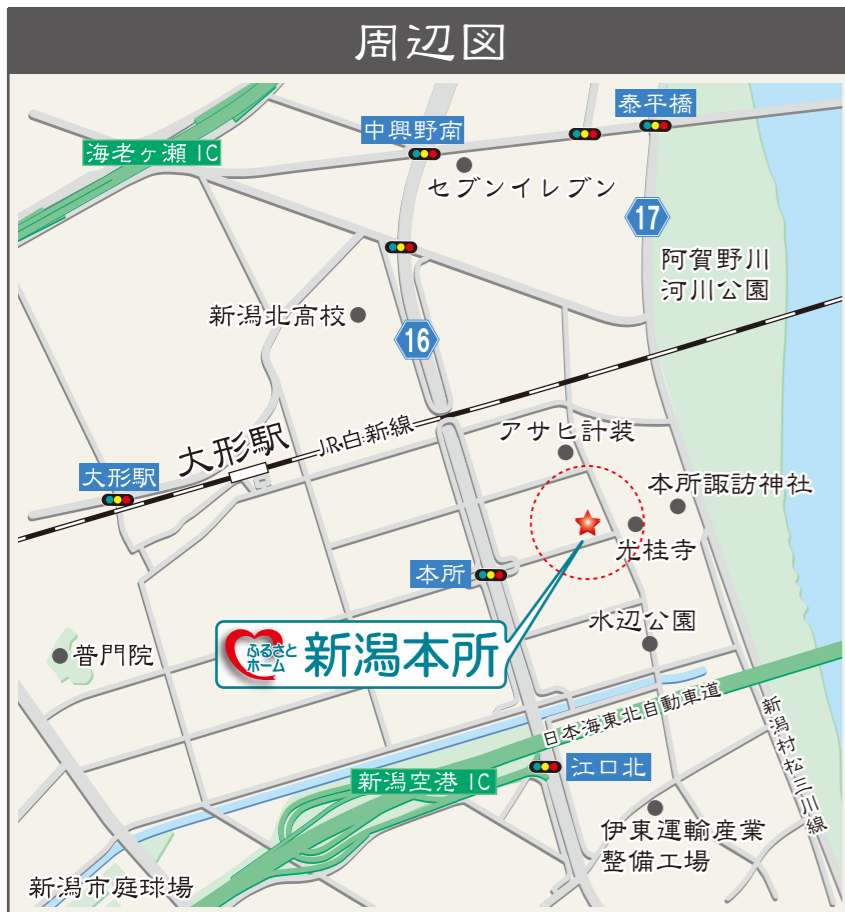 周辺図
泰平橋
中興野南
海老ヶ瀬IC
セブンイレブン
17
阿賀野川
河川公園
新潟北高校
16
大形駅
JR白新線
アサヒ計装
大形駅
本所諏訪神社
光桂寺
本所
水辺公園
ふるさと
ホーム
新潟本所
普門院
日本海東北自動車道
新潟村松三川線
新潟空港IC
江口北
伊東運輸産業
整備工場
新潟市庭球場